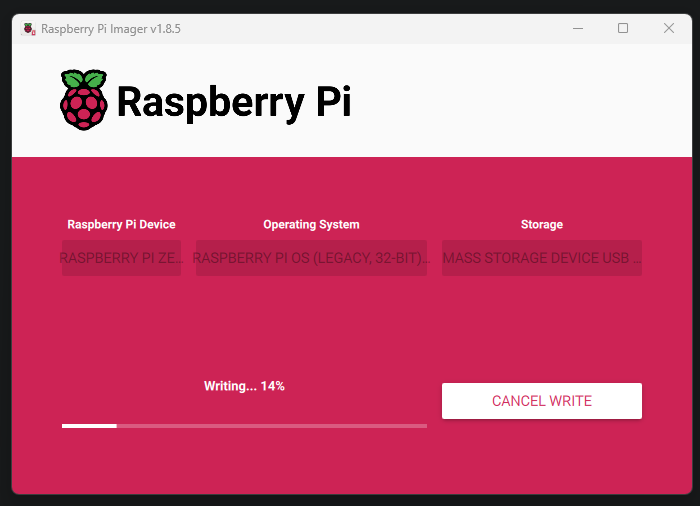 Raspberry Pi Imager v1.8.5
Raspberry Pi
Raspberry Pi Device
Operating System
Storage
RASPBERRY PI ZE...
RASPBERRY PI OS (LEGACY, 32-BIT)...
MASS STORAGE DEVICE USB ...
Writing... 14%
CANCEL WRITE